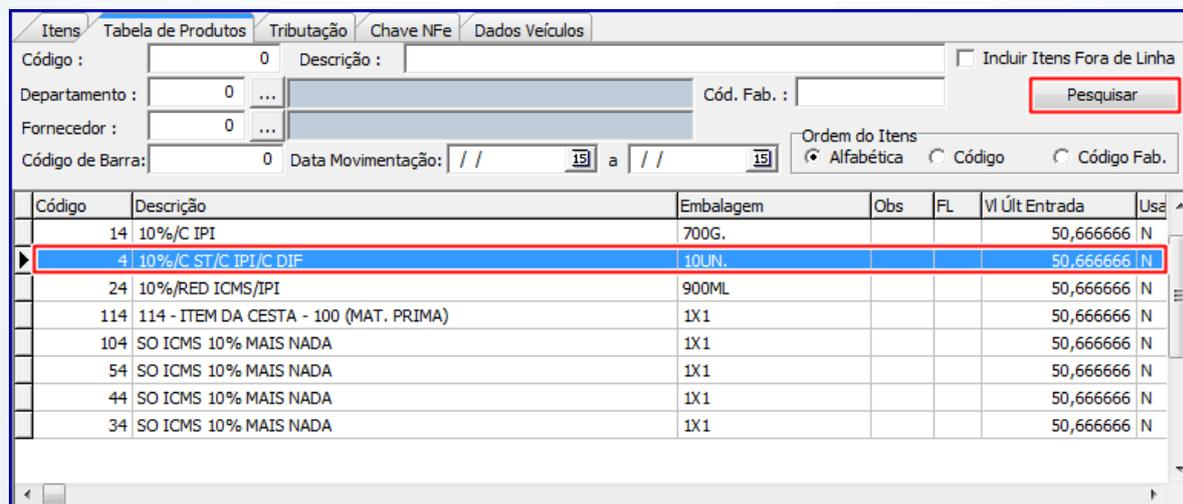 Itens Tabela de Produtos Tributação Chave NFe Dados Veículos
Código : 0 Descrição : Incluir Itens Fora de Linha
Departamento : 0 ... Cód. Fab. : Pesquisar
Fornecedor : 0 ...
Ordem do Itens
Código de Barra: 0 Data Movimentação: / / 15 a / / 15 Alfabética Código Código Fab.
Código Descrição Embalagem Obs FL Vl Últ Entrada Usa
14 10%/C IPI 700G. 50,666666 N
4 10%/C ST/C IPI/C DIF 10UN. 50,666666 N
24 10%/RED ICMS/IPI 900ML 50,666666 N
114 114 - ITEM DA CESTA - 100 (MAT. PRIMA) 1X1 50,666666 N
104 SO ICMS 10% MAIS NADA 1X1 50,666666 N
54 SO ICMS 10% MAIS NADA 1X1 50,666666 N
44 SO ICMS 10% MAIS NADA 1X1 50,666666 N
34 SO ICMS 10% MAIS NADA 1X1 50,666666 N